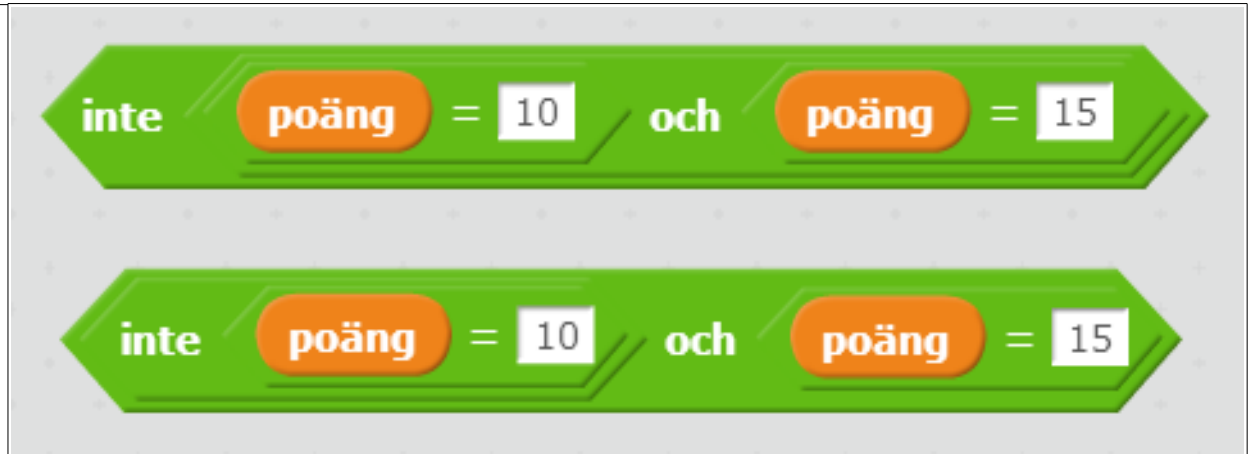 inte poäng = 10 och poäng = 15
inte poäng = 10 och poäng = 15